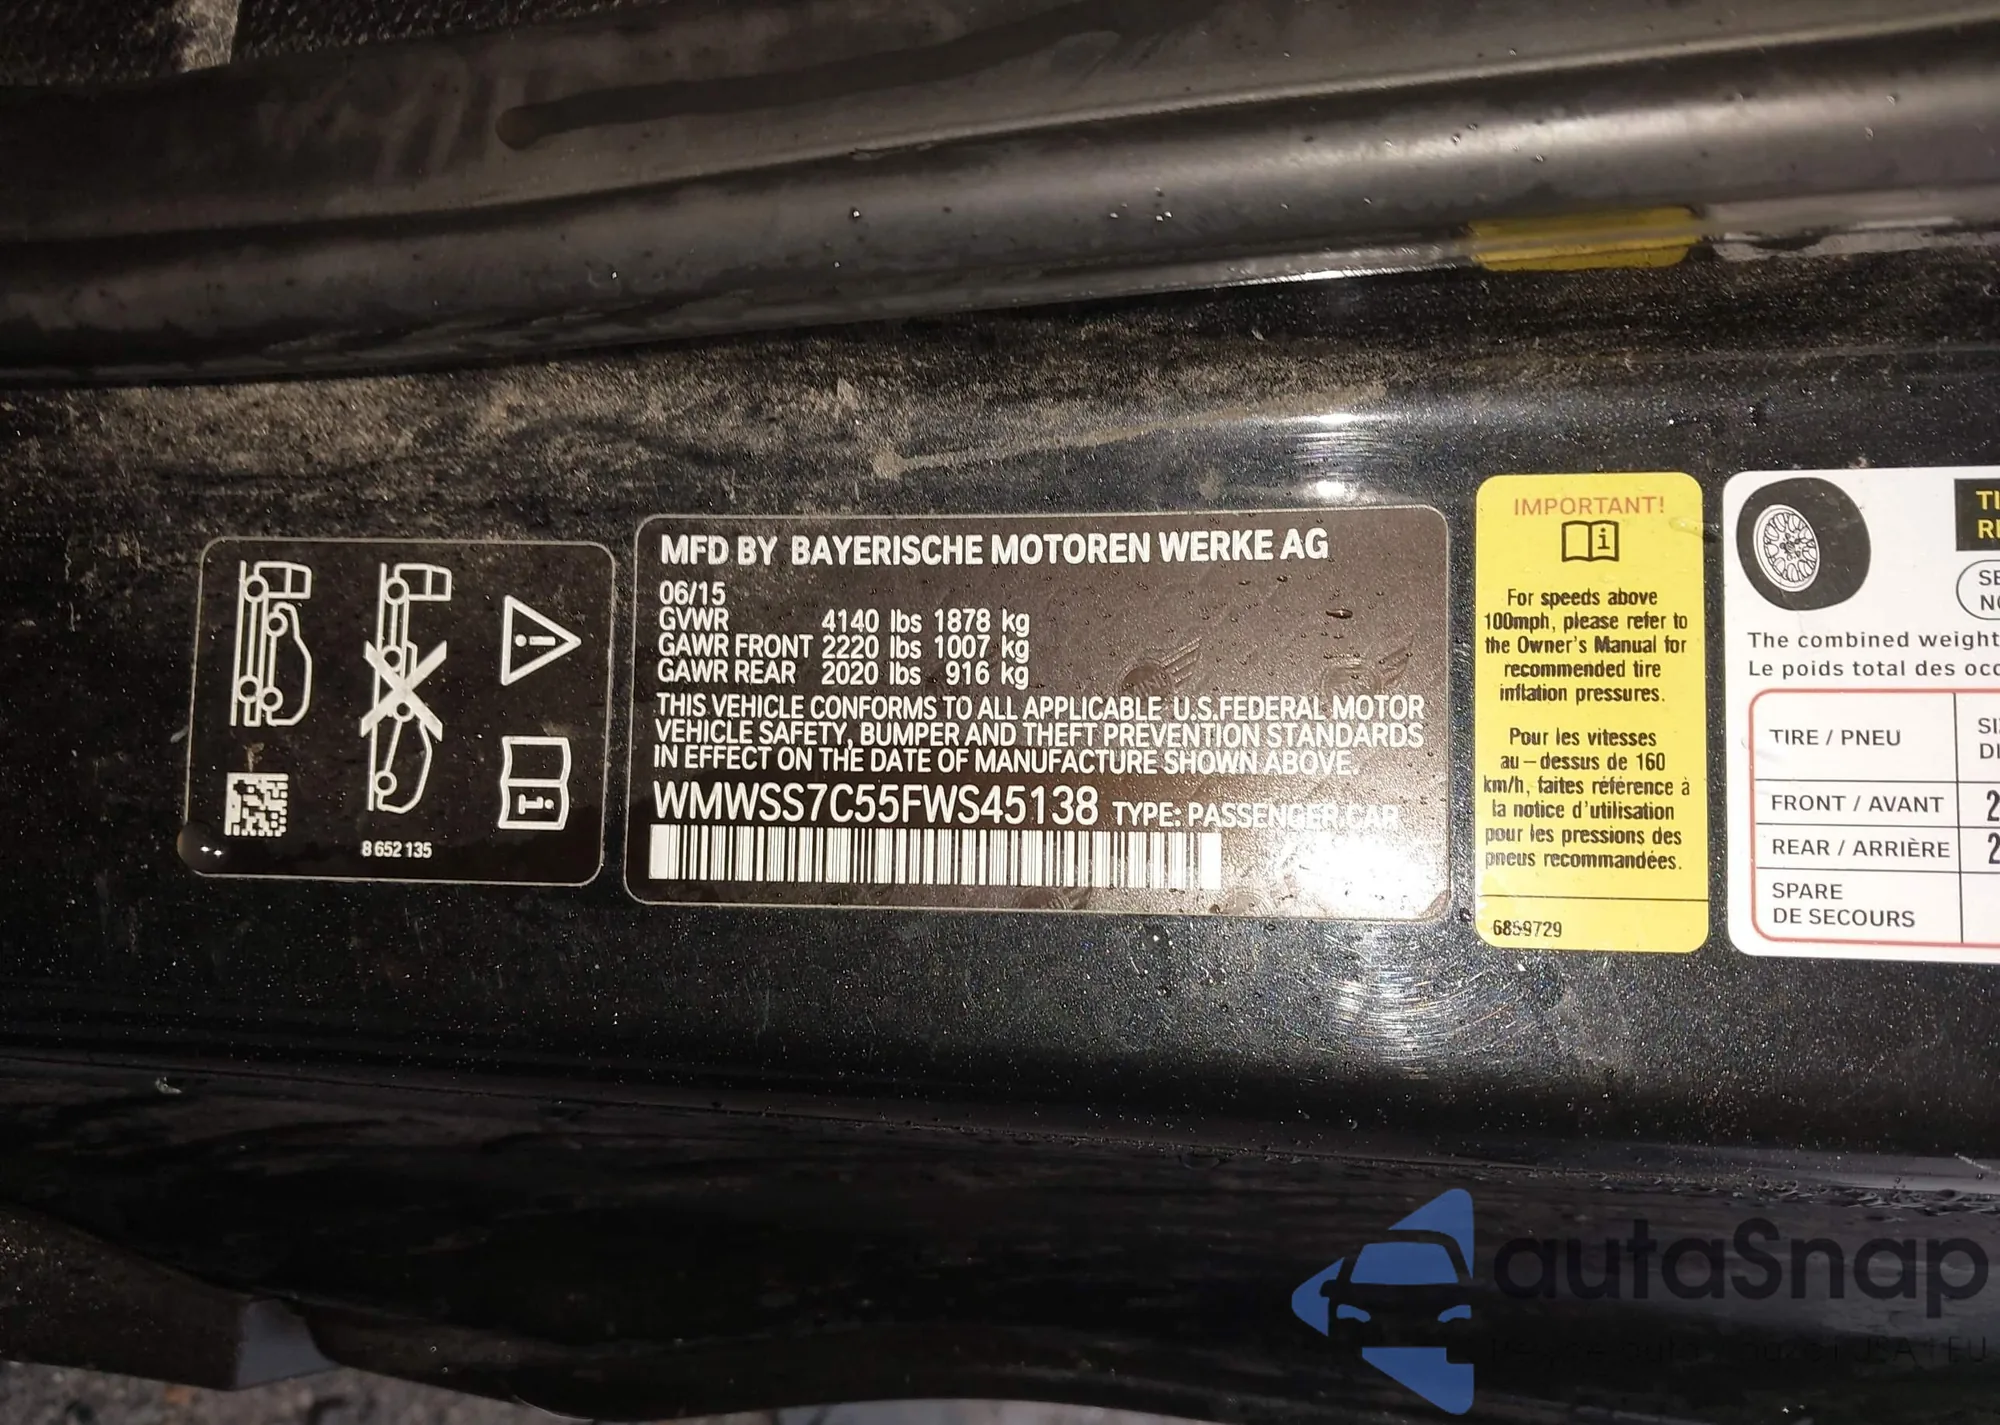 8 652 135
MFD BY BAYERISCHE MOTOREN WERKE AG
06/15
GVWR 4140 lbs 1878 kg
GAWR FRONT 2220 lbs 1007 kg
GAWR REAR 2020 lbs 916 kg
THIS VEHICLE CONFORMS TO ALL APPLICABLE U.S.FEDERAL MOTOR
VEHICLE SAFETY, BUMPER AND THEFT PREVENTION STANDARDS
IN EFFECT ON THE DATE OF MANUFACTURE SHOWN ABOVE.
WMWSS7C55FWS45138 TYPE: PASSENGER CAR
IMPORTANT!
For speeds above
100mph, please refer to
the Owner's Manual for
recommended tire
inflation pressures.
Pour les vitesses
au-dessus de 160
km/h, faites référence à
la notice d'utilisation
pour les pressions des
pneus recommandées.
6859729
The combined weight
Le poids total des
TIRE / PNEU
FRONT / AVANT 2
REAR / ARRIÈRE 2
SPARE
DE SECOURS
autaSnap
USA EU